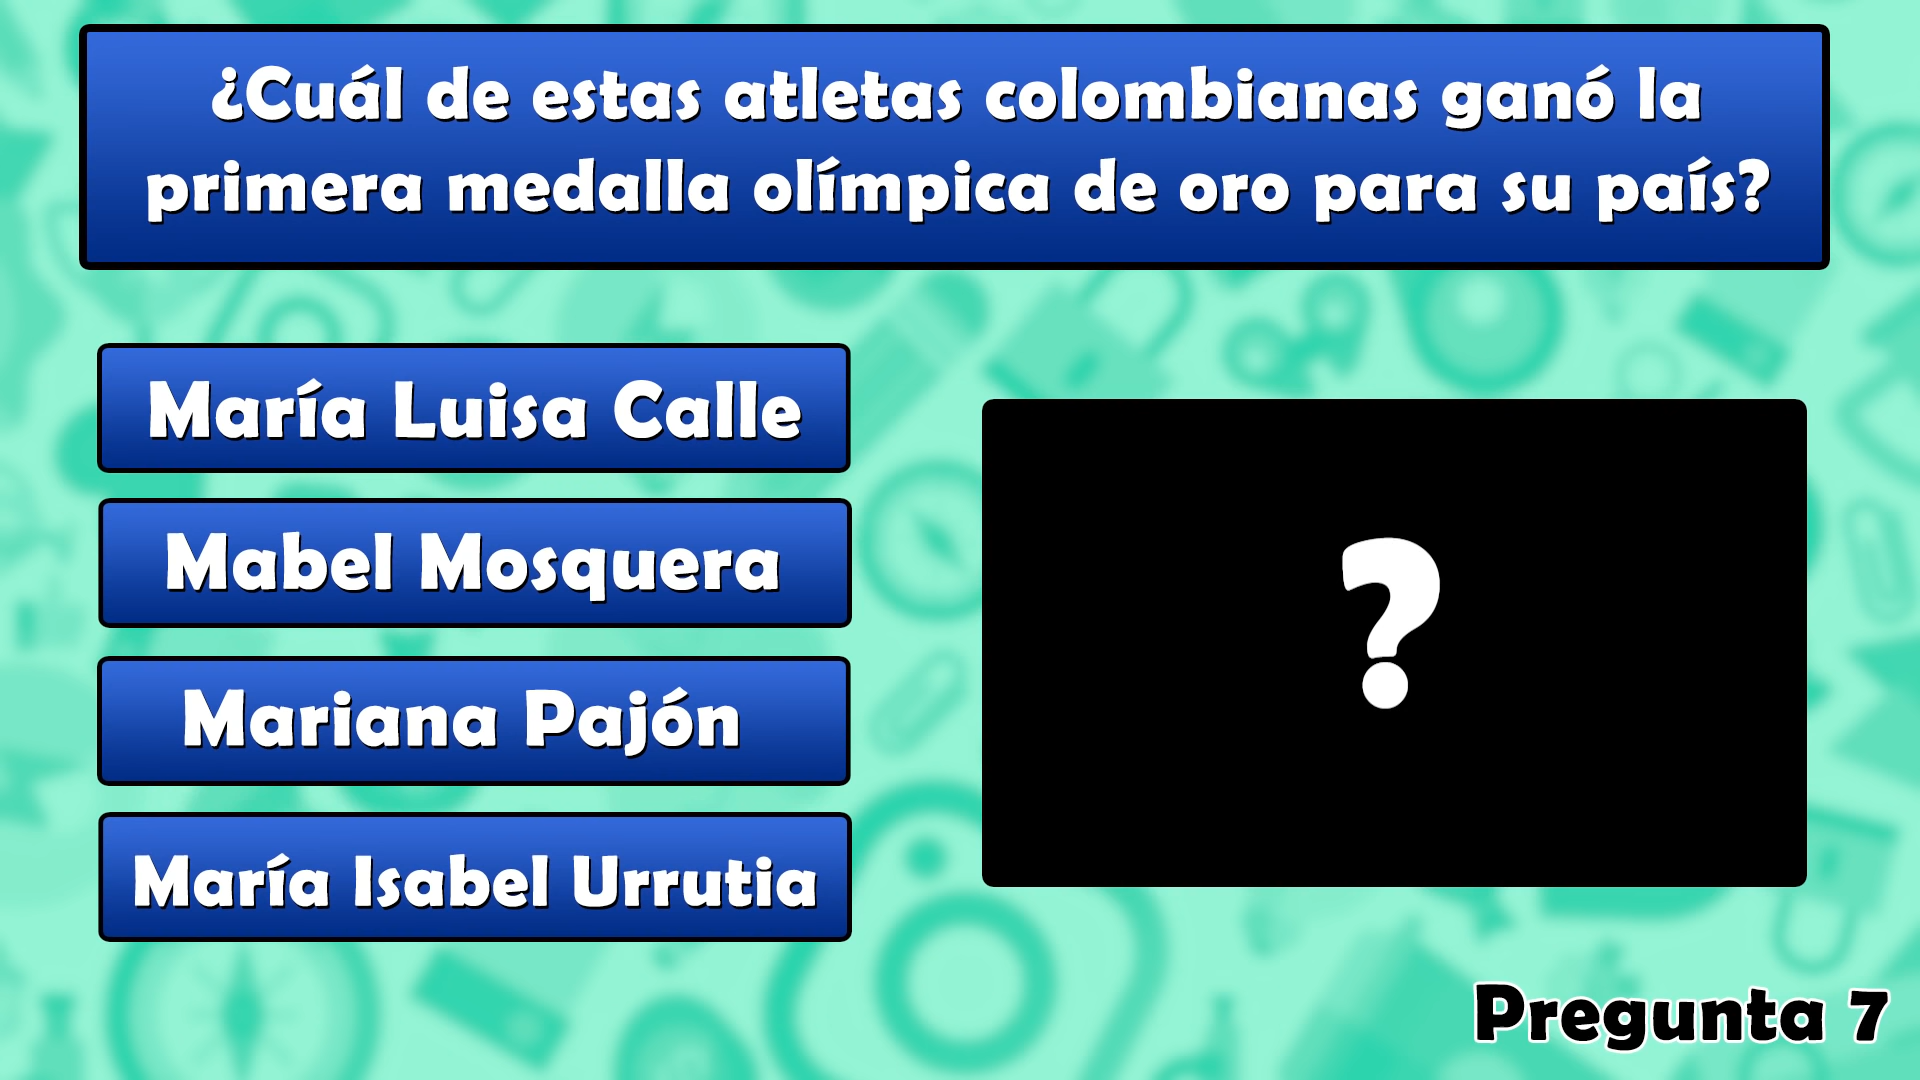 ¿Cuál de estas atletas colombianas ganó la
primera medalla olímpica de oro para su país?
María Luisa Calle
Mabel Mosquera
Mariana Pajón
María Isabel Urrutia
?
Pregunta 7